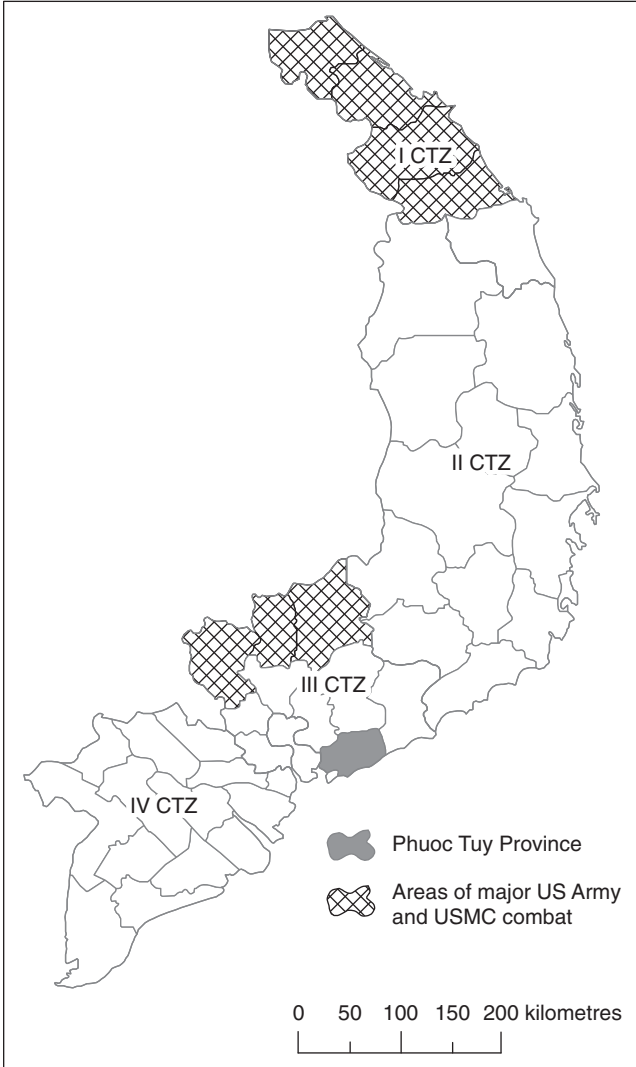 I CTZ
II CTZ
III CTZ
IV CTZ
Phuoc Tuy Province
Areas of major US Army
and USMC combat
0 50 100 150 200 kilometres